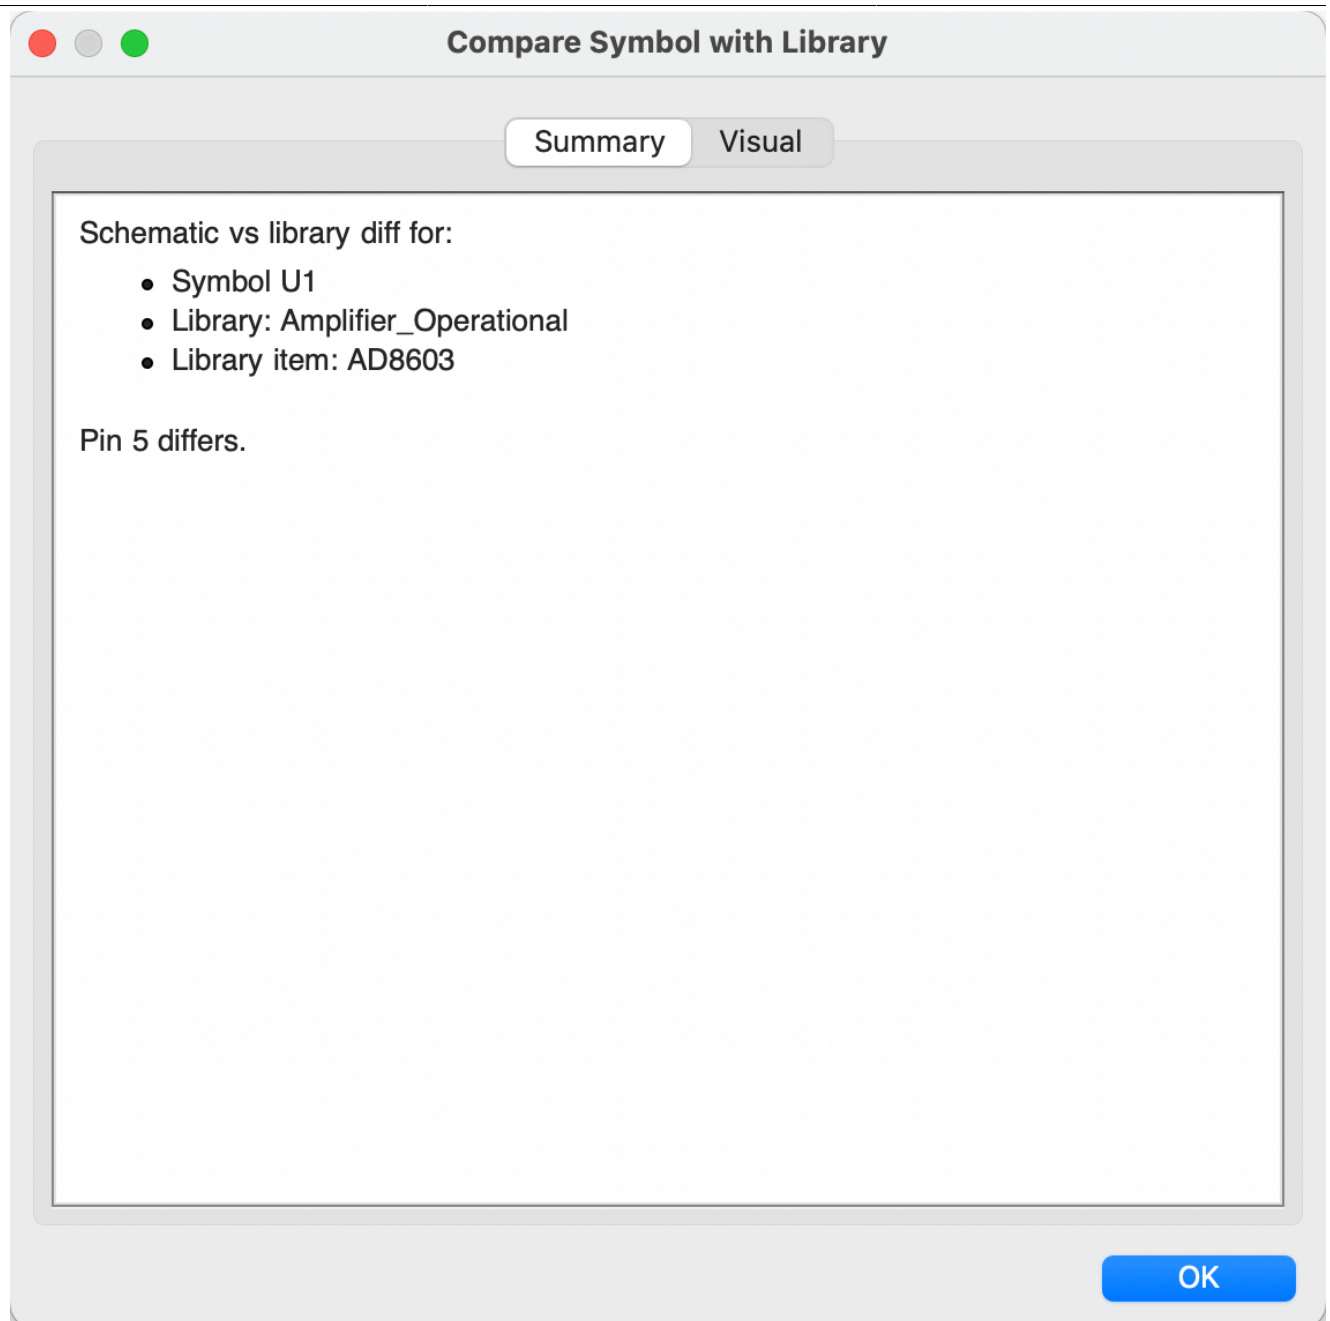 Compare Symbol with Library
Summary Visual
Schematic vs library diff for:
• Symbol U1
• Library: Amplifier_Operational
• Library item: AD8603
Pin 5 differs.
OK